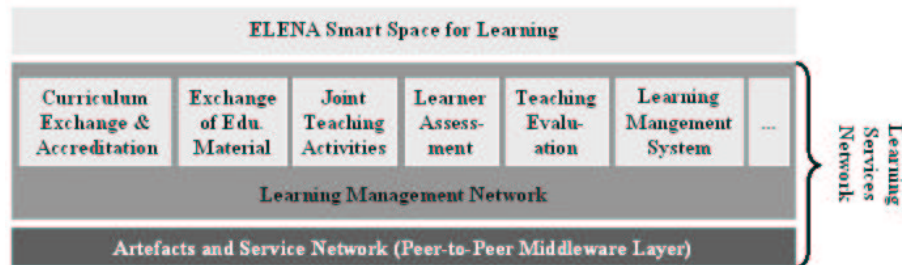 ELENA Smart Space for Learning
Curriculum
Exchange &
Accreditation
Exchange
of Edu.
Material
Joint
Teaching
Activities
Learner
Assess-
ment
Teaching
Evalu-
ation
Learning
Mangement
System
...
Learning Management Network
Artefacts and Service Network (Peer-to-Peer Middleware Layer)
Learning
Services
Network